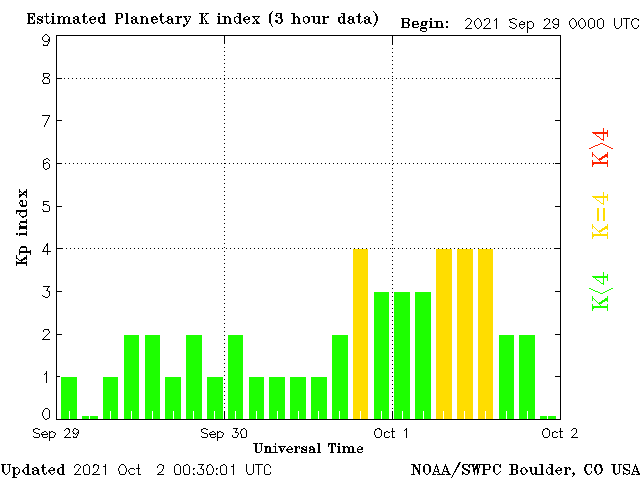 Estimated Planetary K index (3 hour data)
Begin: 2021 Sep 29 0000 UTC
9
8
7
6
5
4
3
2
1
0
Kp index
K>4
K=4
K<4
Sep 29
Sep 30
Oct 1
Oct 2
Universal Time
Updated 2021 Oct 2 00:30:01 UTC
NOAA/SWPC Boulder, CO USA